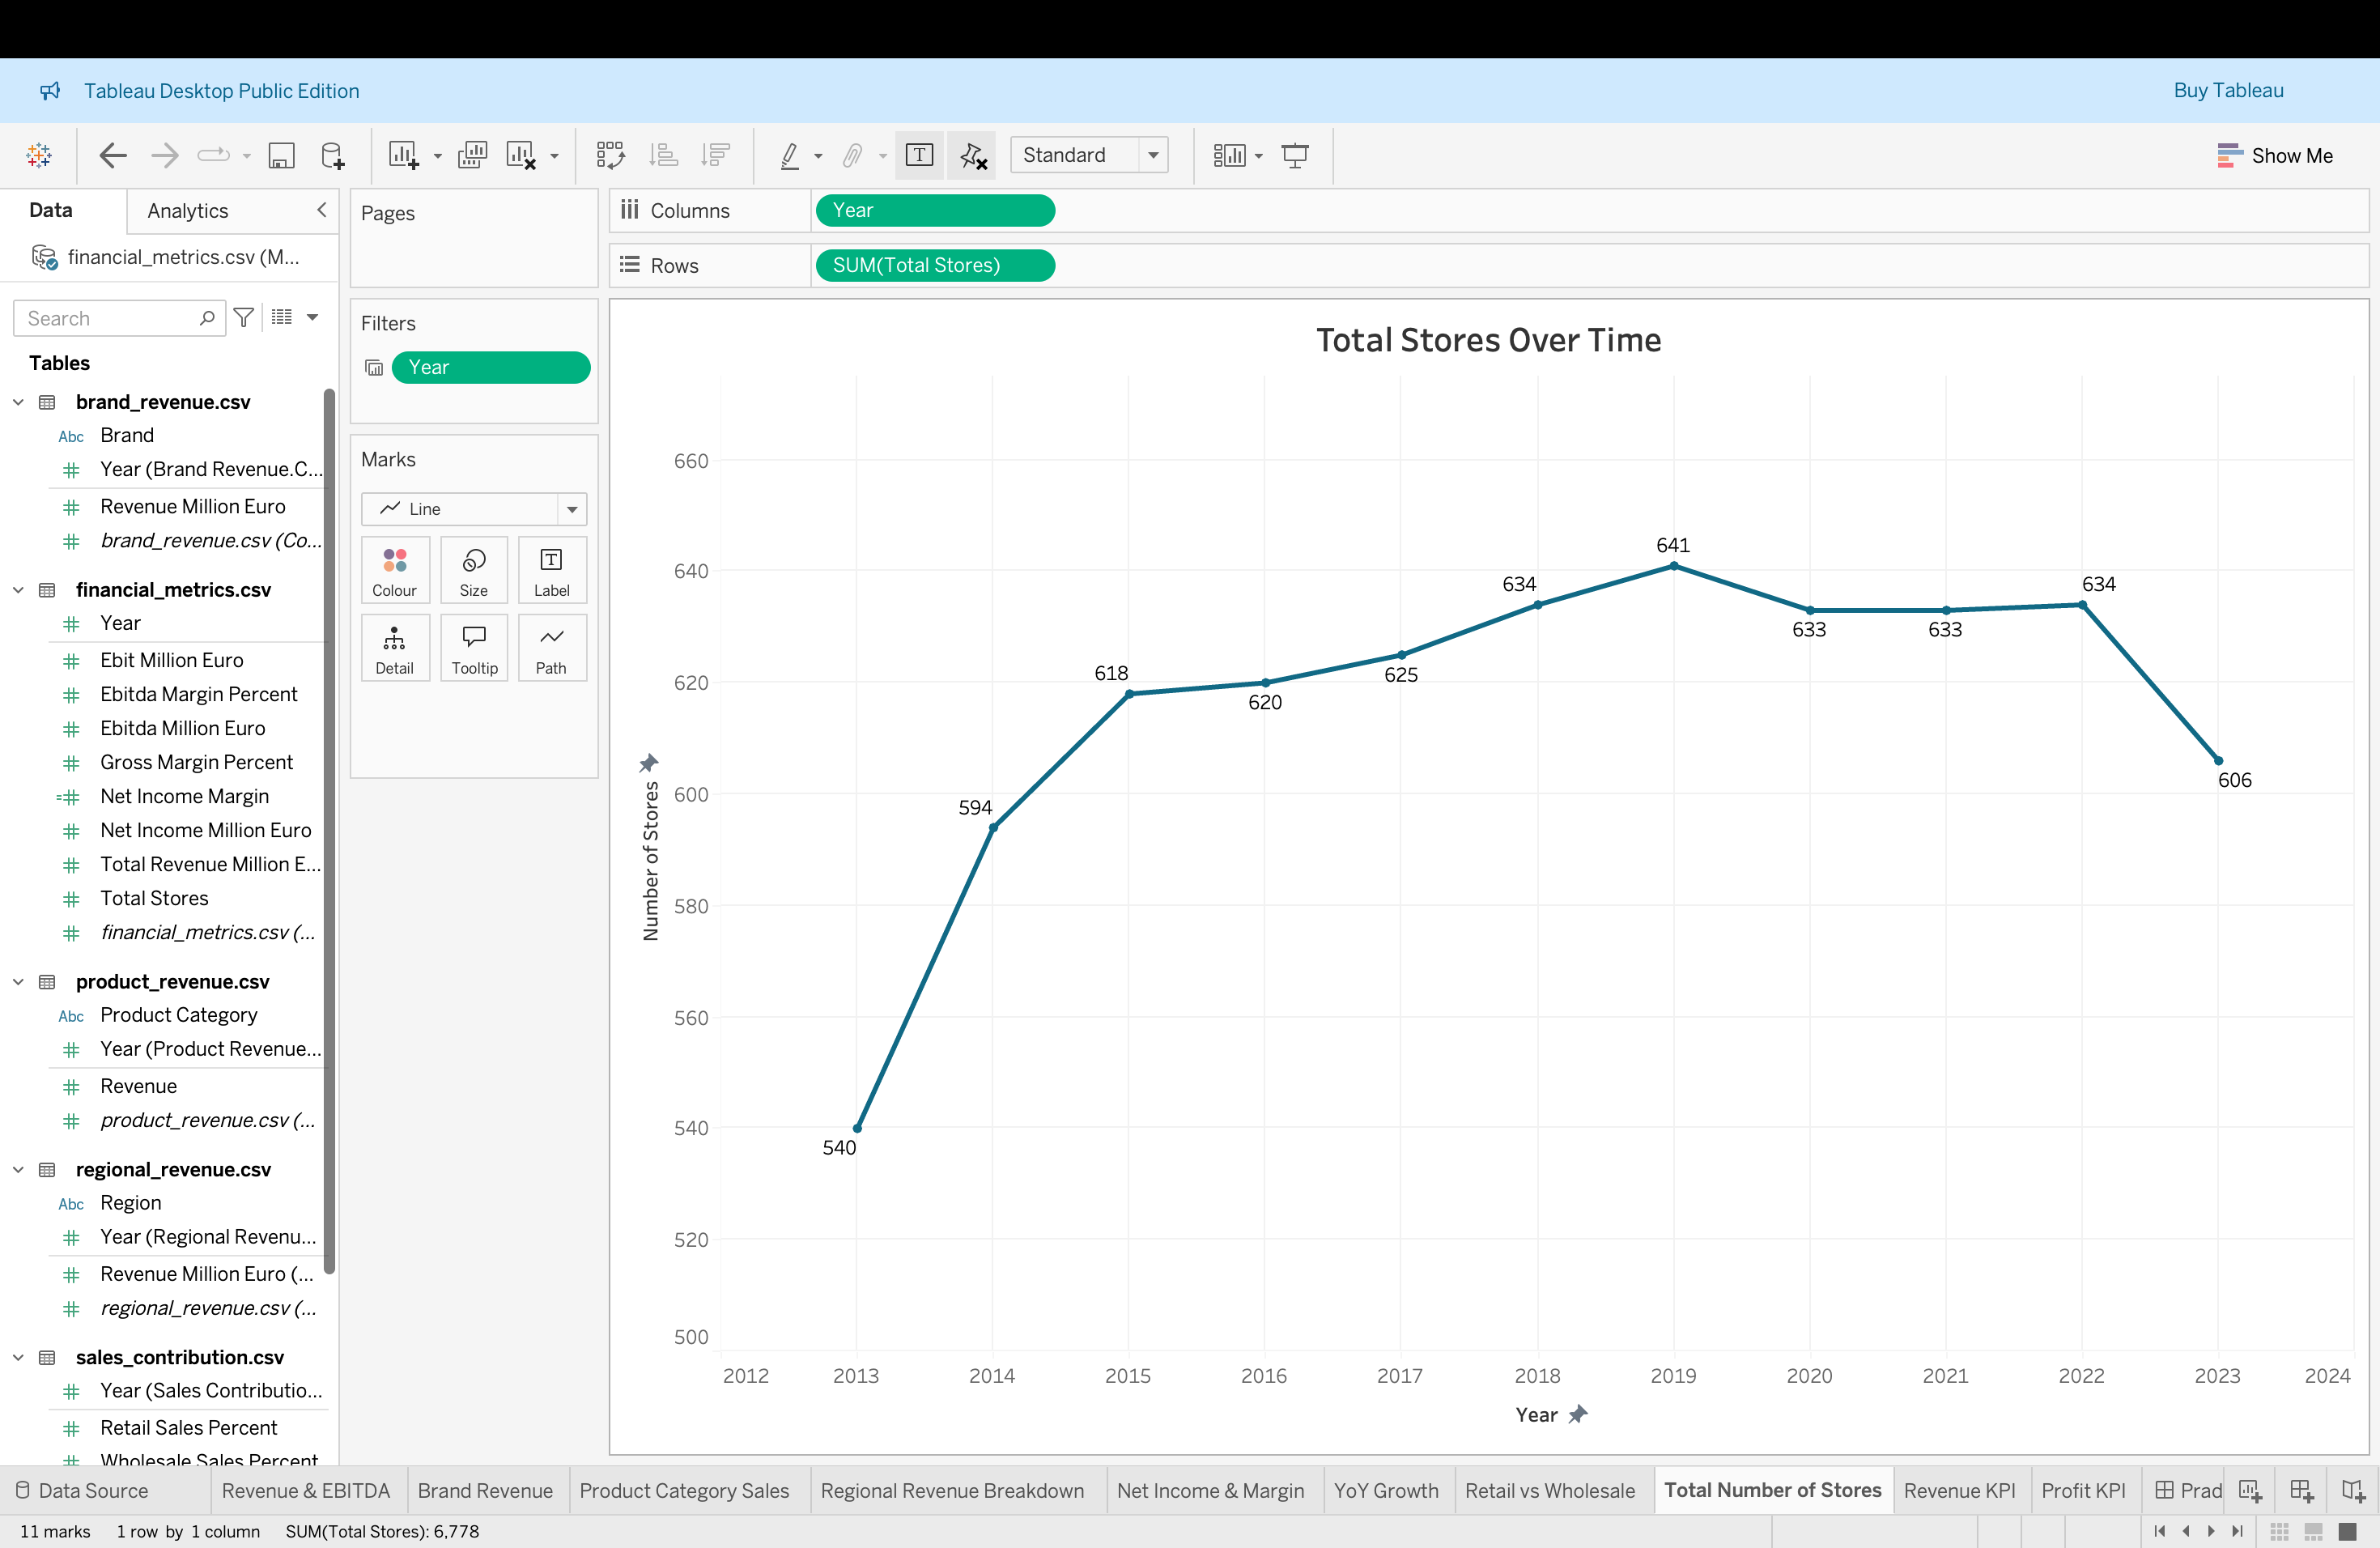 Tableau Desktop Public Edition
Buy Tableau
Standard
Show Me
Data
Analytics
financial_metrics.csv (M...
Search
Tables
brand_revenue.csv
Abc Brand
Year (Brand Revenue.C...
Revenue Million Euro
brand_revenue.csv (Co...
financial_metrics.csv
Year
Ebit Million Euro
Ebitda Margin Percent
Ebitda Million Euro
Gross Margin Percent
Net Income Margin
Net Income Million Euro
Total Revenue Million E...
Total Stores
financial_metrics.csv (...
product_revenue.csv
Abc Product Category
Year (Product Revenue...
Revenue
product_revenue.csv (...
regional_revenue.csv
Abc Region
Year (Regional Revenu...
Revenue Million Euro (...
regional_revenue.csv (...
sales_contribution.csv
Year (Sales Contributio...
Retail Sales Percent
Wholesale Sales Percent
Pages
Filters
Year
Marks
Line
Colour Size Label
Detail Tooltip Path
Columns Year
Rows SUM(Total Stores)
Total Stores Over Time
Number of Stores
660
640
620
600
580
560
540
520
500
540
594
618
620
625
634
641
633
633
634
606
2012 2013 2014 2015 2016 2017 2018 2019 2020 2021 2022 2023 2024
Year
Data Source Revenue & EBITDA Brand Revenue Product Category Sales Regional Revenue Breakdown Net Income & Margin YoY Growth Retail vs Wholesale Total Number of Stores Revenue KPI Profit KPI Prad
11 marks 1 row by 1 column SUM(Total Stores): 6,778